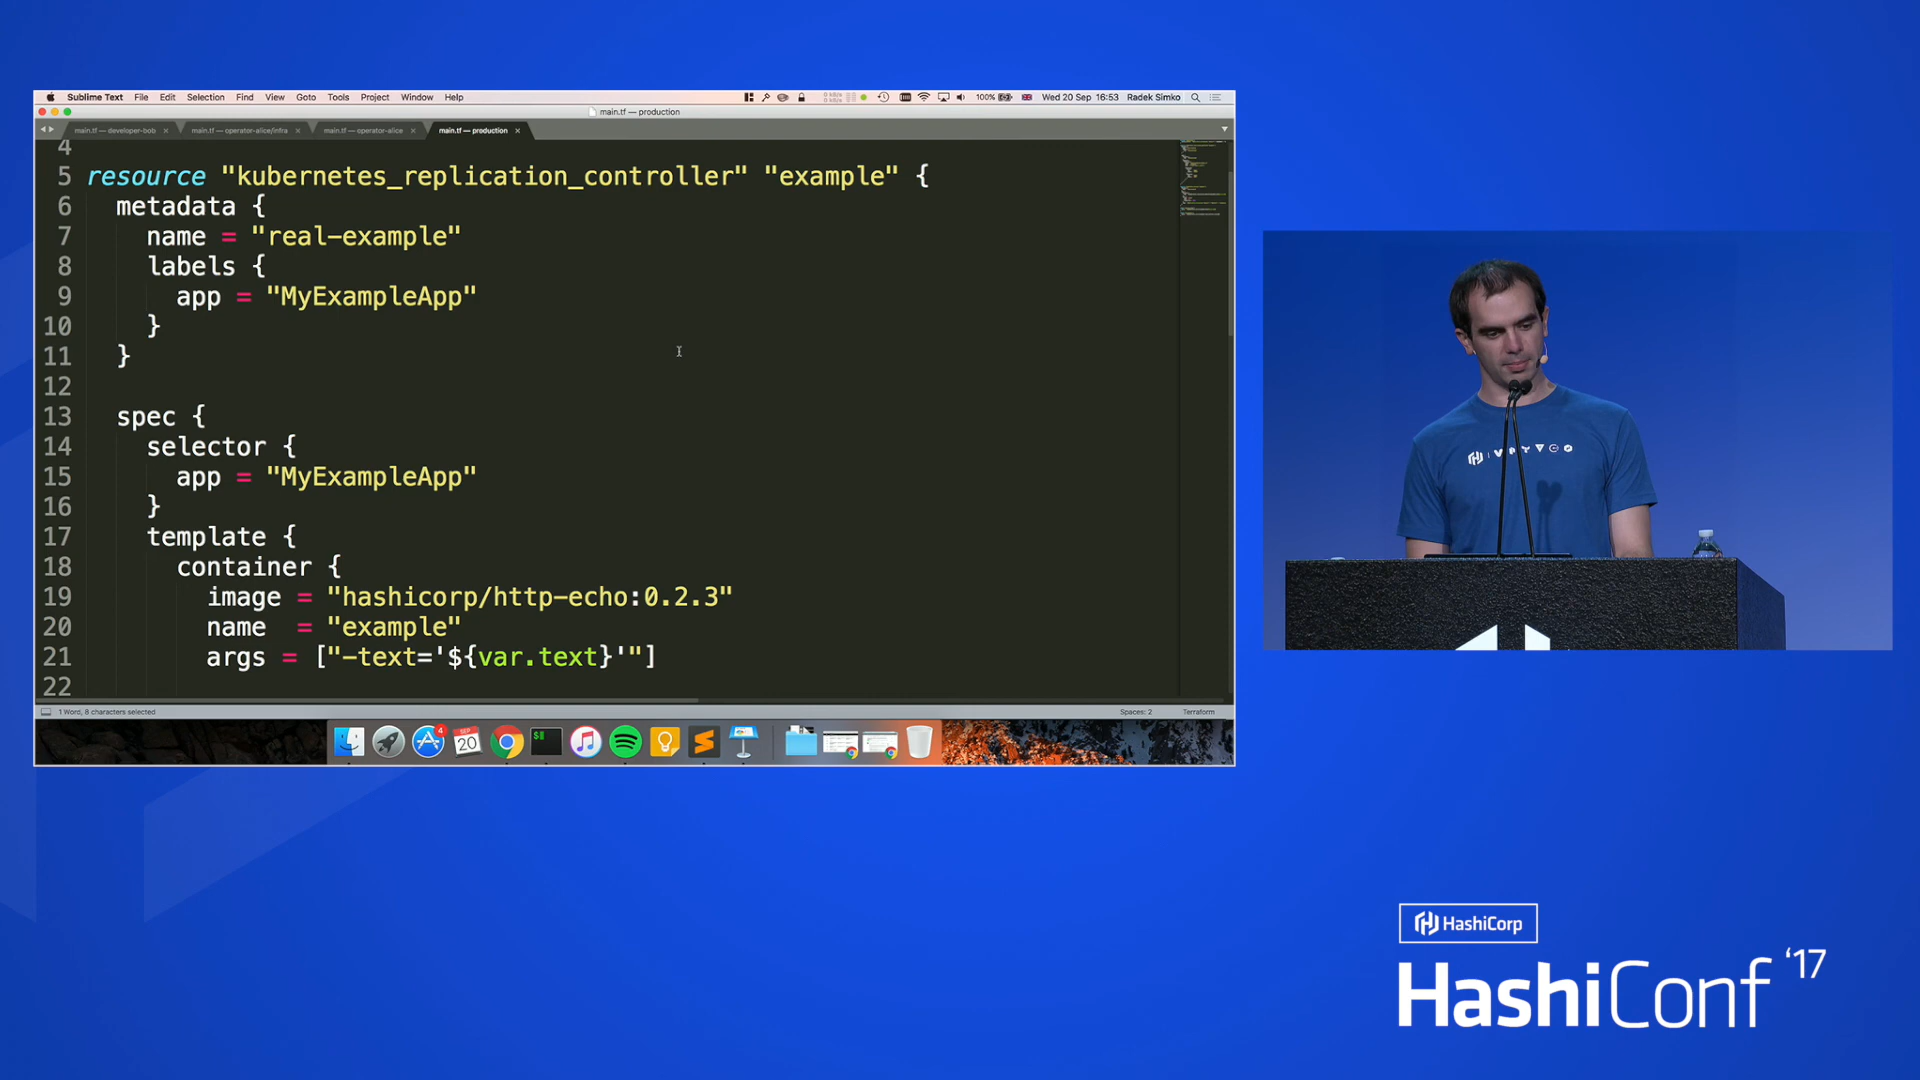 Sublime Text File Edit Selection Find View Goto Tools Project Window Help 100% Wed 20 Sep 16:53 Radek Simko
main.tf — production
main.tf — developer-bob main.tf — operator-alice/infra main.tf — operator-alice main.tf — production
4
5 resource "kubernetes_replication_controller" "example" {
6 metadata {
7 name = "real-example"
8 labels {
9 app = "MyExampleApp"
10 }
11 }
12
13 spec {
14 selector {
15 app = "MyExampleApp"
16 }
17 template {
18 container {
19 image = "hashicorp/http-echo:0.2.3"
20 name = "example"
21 args = ["-text='${var.text}'"]
22
1 Word, 8 characters selected Spaces: 2 Terraform
4
SEP
20
$
HashiCorp
HashiConf '17